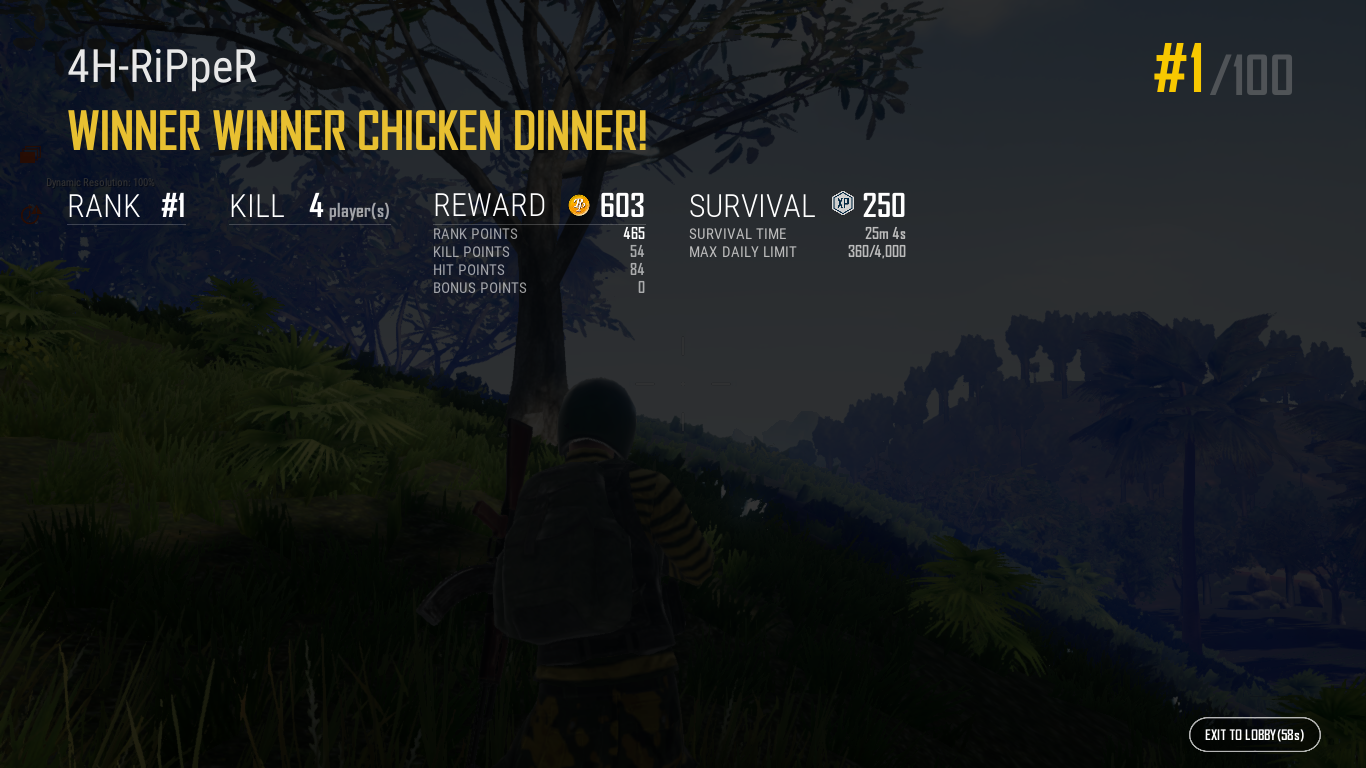 4H-RiPpeR
#1/100
WINNER WINNER CHICKEN DINNER!
Dynamic Resolution: 100%
RANK #1
KILL 4 player(s)
REWARD 603
RANK POINTS 465
KILL POINTS 54
HIT POINTS 84
BONUS POINTS 0
SURVIVAL XP 250
SURVIVAL TIME 25m 4s
MAX DAILY LIMIT 360/4,000
EXIT TO LOBBY(58s)